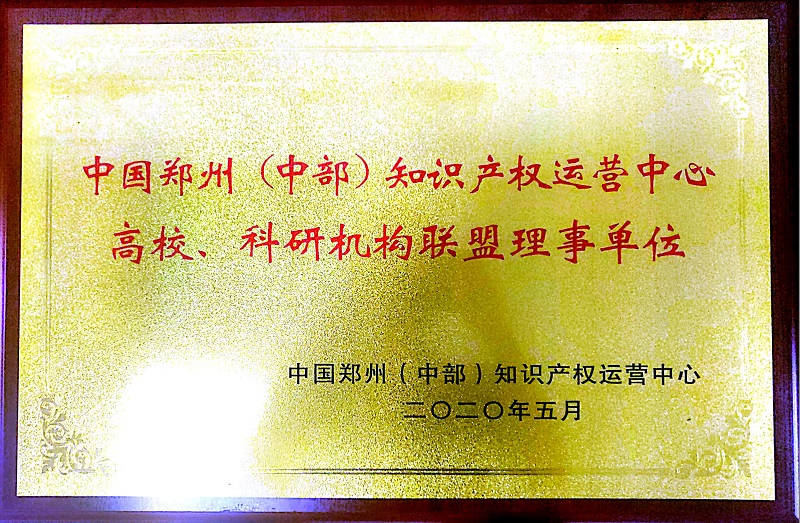 中国郑州（中部）知识产权运营中心
高校、科研机构联盟理事单位
中国郑州（中部）知识产权运营中心
二〇二〇年五月